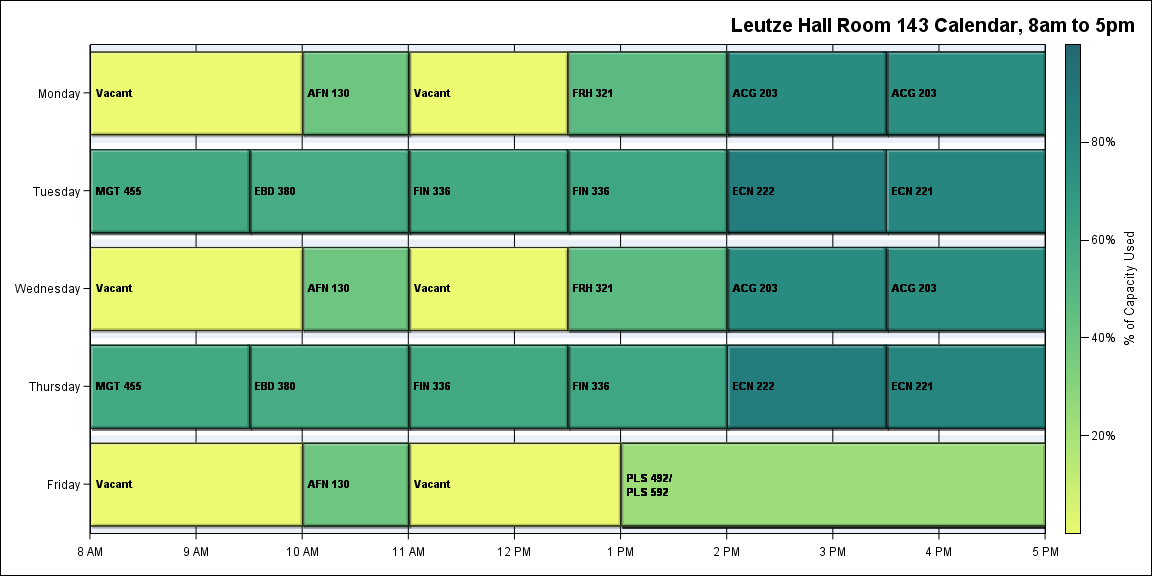 Leutze Hall Room 143 Calendar, 8am to 5pm
Monday
Vacant
AFN 130
Vacant
FRH 321
ACG 203
ACG 203
Tuesday
MGT 455
EBD 380
FIN 336
FIN 336
ECN 222
ECN 221
Wednesday
Vacant
AFN 130
Vacant
FRH 321
ACG 203
ACG 203
Thursday
MGT 455
EBD 380
FIN 336
FIN 336
ECN 222
ECN 221
Friday
Vacant
AFN 130
Vacant
PLS 492/
PLS 592
8 AM
9 AM
10 AM
11 AM
12 PM
1 PM
2 PM
3 PM
4 PM
5 PM
80%
60%
40%
20%
% of Capacity Used